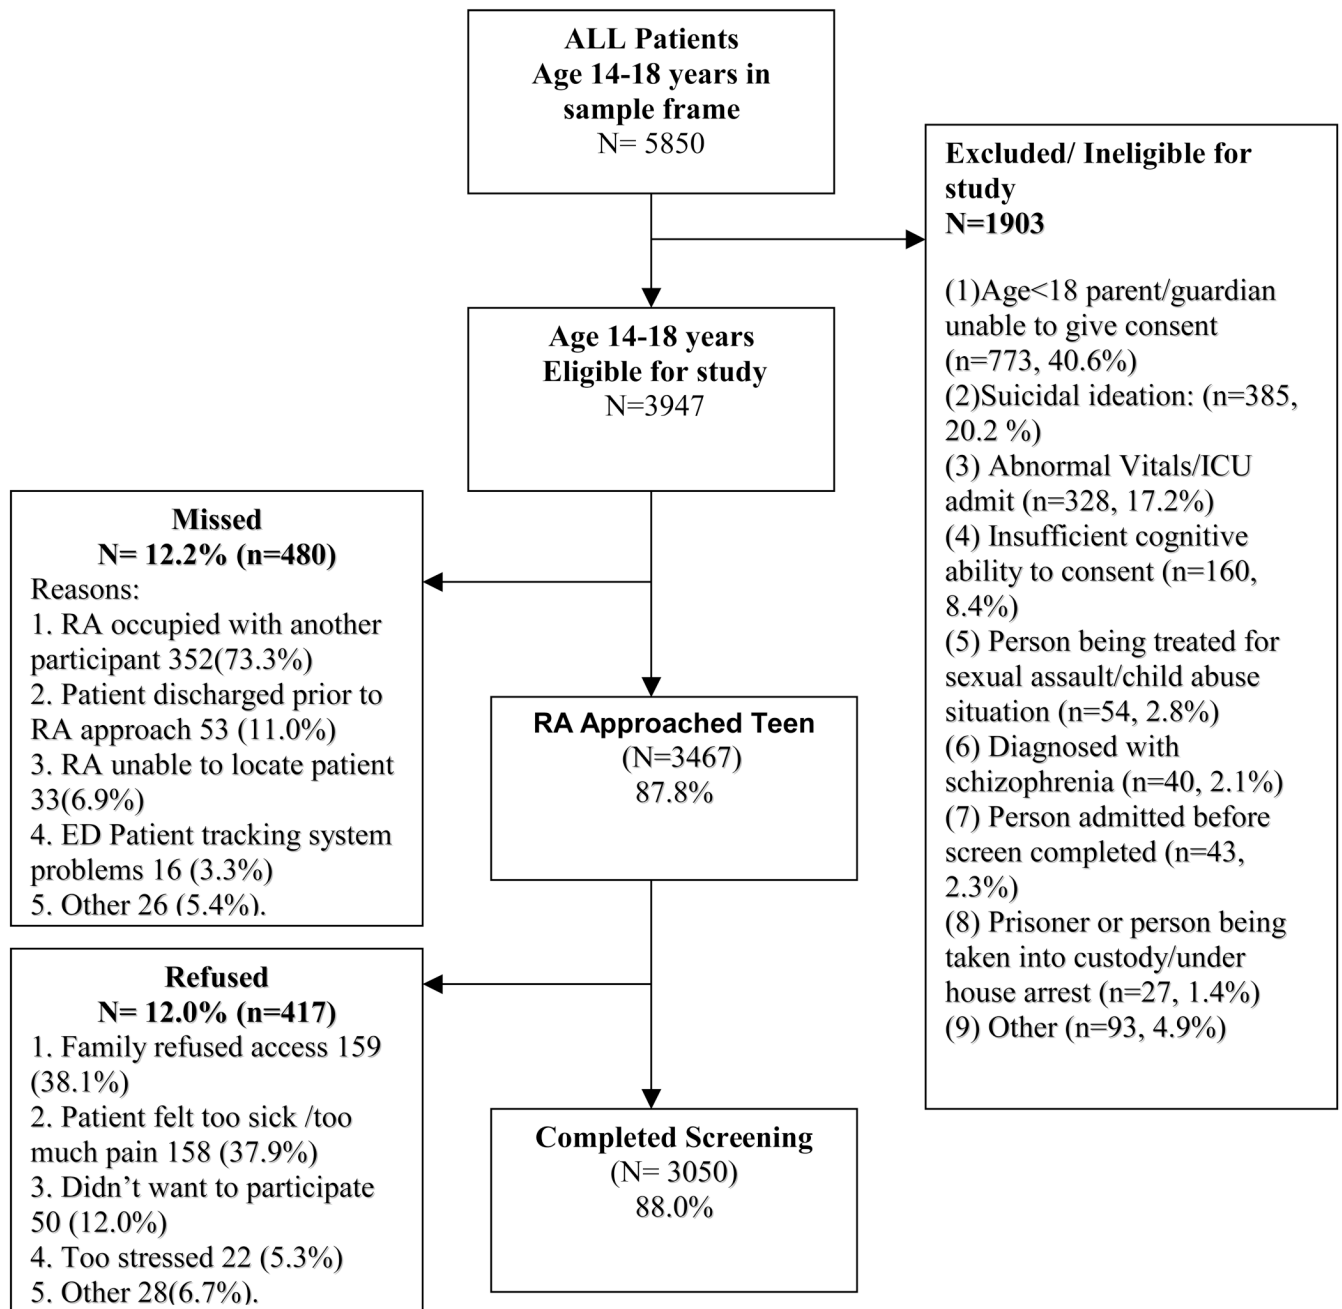 ALL Patients
Age 14-18 years in
sample frame
N= 5850
Excluded/ Ineligible for
study
N=1903
(1)Age<18 parent/guardian
unable to give consent
(n=773, 40.6%)
(2)Suicidal ideation: (n=385,
20.2 %)
(3) Abnormal Vitals/ICU
admit (n=328, 17.2%)
(4) Insufficient cognitive
ability to consent (n=160,
8.4%)
(5) Person being treated for
sexual assault/child abuse
situation (n=54, 2.8%)
(6) Diagnosed with
schizophrenia (n=40, 2.1%)
(7) Person admitted before
screen completed (n=43,
2.3%)
(8) Prisoner or person being
taken into custody/under
house arrest (n=27, 1.4%)
(9) Other (n=93, 4.9%)
Age 14-18 years
Eligible for study
N=3947
Missed
N= 12.2% (n=480)
Reasons:
1. RA occupied with another
participant 352(73.3%)
2. Patient discharged prior to
RA approach 53 (11.0%)
3. RA unable to locate patient
33(6.9%)
4. ED Patient tracking system
problems 16 (3.3%)
5. Other 26 (5.4%).
RA Approached Teen
(N=3467)
87.8%
Refused
N= 12.0% (n=417)
1. Family refused access 159
(38.1%)
2. Patient felt too sick /too
much pain 158 (37.9%)
3. Didn’t want to participate
50 (12.0%)
4. Too stressed 22 (5.3%)
5. Other 28(6.7%).
Completed Screening
(N= 3050)
88.0%